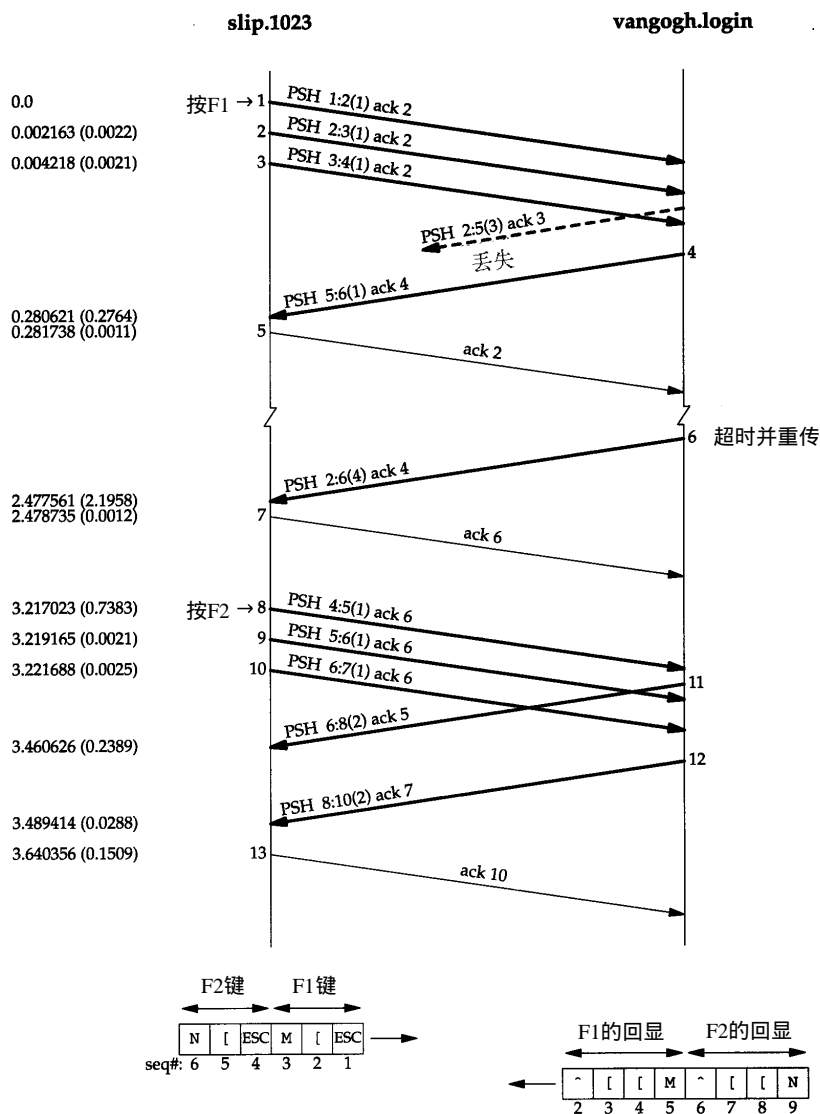 slip.1023 vangogh.login
0.0 按F1 → 1 PSH 1:2(1) ack 2
0.002163 (0.0022) 2 PSH 2:3(1) ack 2
0.004218 (0.0021) 3 PSH 3:4(1) ack 2
PSH 2:5(3) ack 3
丢失
4
PSH 5:6(1) ack 4
0.280621 (0.2764)
0.281738 (0.0011) 5
ack 2
6 超时并重传
PSH 2:6(4) ack 4
2.477561 (2.1958)
2.478735 (0.0012) 7
ack 6
3.217023 (0.7383) 按F2 → 8 PSH 4:5(1) ack 6
3.219165 (0.0021) 9 PSH 5:6(1) ack 6
3.221688 (0.0025) 10 PSH 6:7(1) ack 6
11
PSH 6:8(2) ack 5
3.460626 (0.2389)
12
PSH 8:10(2) ack 7
3.489414 (0.0288)
3.640356 (0.1509) 13
ack 10
F2键 F1键
N [ ESC M [ ESC
seq#: 6 5 4 3 2 1
F1的回显 F2的回显
^ [ [ M ^ [ [ N
2 3 4 5 6 7 8 9